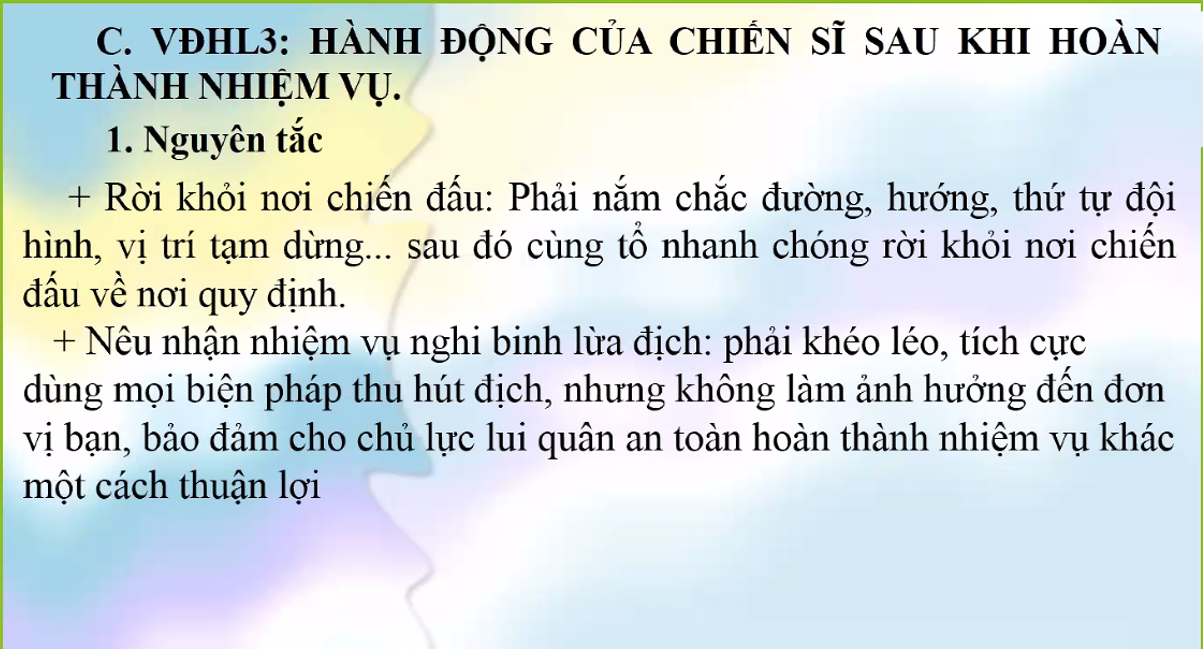 C. VĐHL3: HÀNH ĐỘNG CỦA CHIẾN SĨ SAU KHI HOÀN
THÀNH NHIỆM VỤ.
1. Nguyên tắc
+ Rời khỏi nơi chiến đấu: Phải nắm chắc đường, hướng, thứ tự đội
hình, vị trí tạm dừng... sau đó cùng tổ nhanh chóng rời khỏi nơi chiến
đấu về nơi quy định.
+ Nêu nhận nhiệm vụ nghi binh lừa địch: phải khéo léo, tích cực
dùng mọi biện pháp thu hút địch, nhưng không làm ảnh hưởng đến đơn
vị bạn, bảo đảm cho chủ lực lui quân an toàn hoàn thành nhiệm vụ khác
một cách thuận lợi